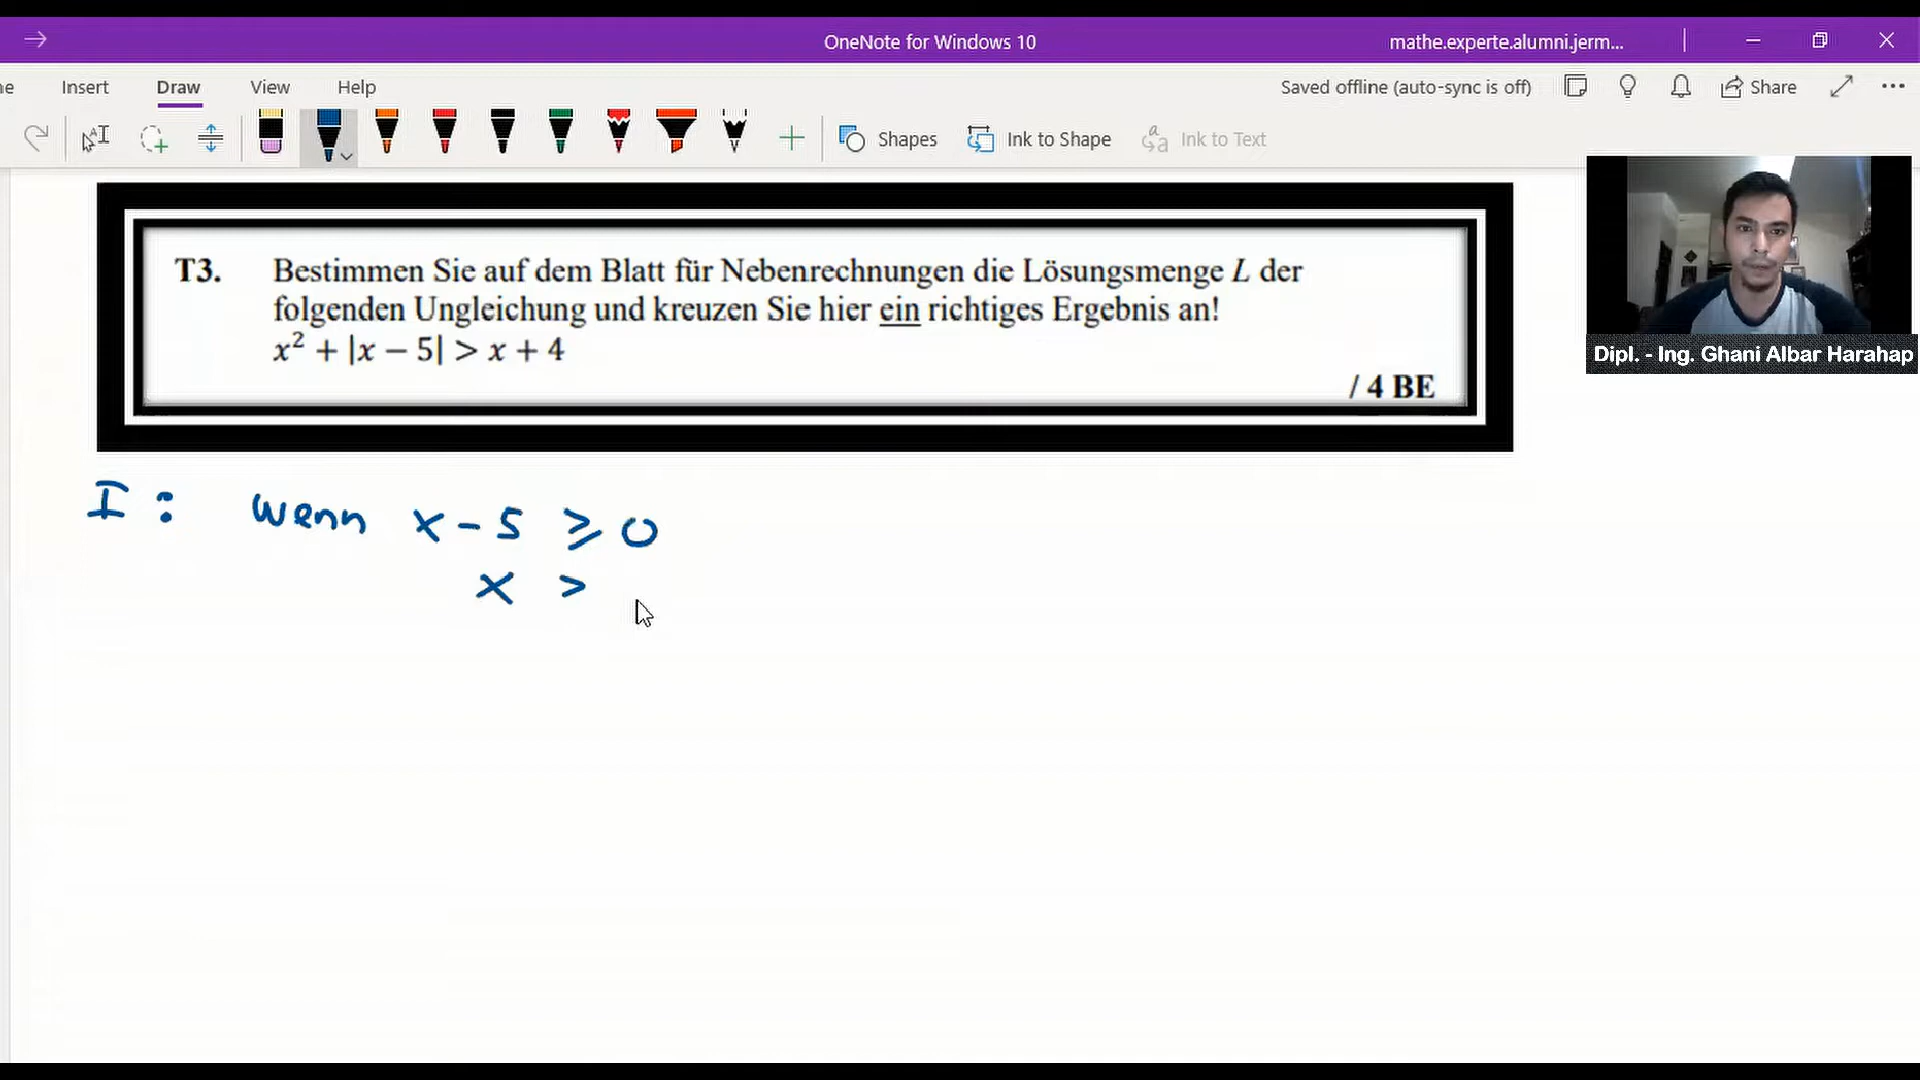 OneNote for Windows 10
mathe.experte.alumni.jerm...
Insert
Draw
View
Help
Saved offline (auto-sync is off)
Share
Shapes
Ink to Shape
Ink to Text
T3. Bestimmen Sie auf dem Blatt für Nebenrechnungen die Lösungsmenge L der
folgenden Ungleichung und kreuzen Sie hier ein richtiges Ergebnis an!
x² + |x − 5| > x + 4
/ 4 BE
Dipl. - Ing. Ghani Albar Harahap
I : wenn x - 5 ≥ 0
x >